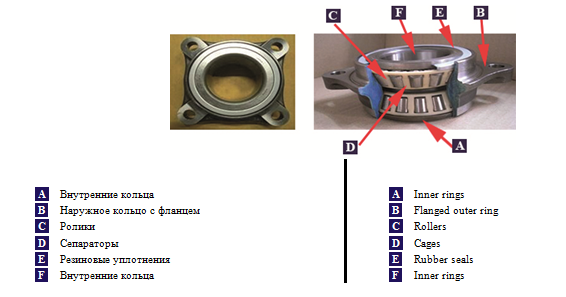 C F E B
D A
A Внутренние кольца
B Наружное кольцо с фланцем
C Ролики
D Сепараторы
E Резиновые уплотнения
F Внутренние кольца
A Inner rings
B Flanged outer ring
C Rollers
D Cages
E Rubber seals
F Inner rings